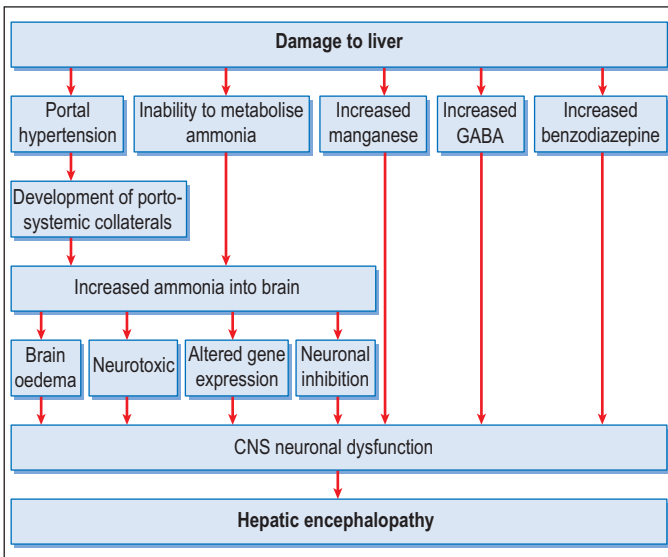 Damage to liver
Portal
hypertension
Inability to metabolise
ammonia
Increased
manganese
Increased
GABA
Increased
benzodiazepine
Development of porto-
systemic collaterals
Increased ammonia into brain
Brain
oedema
Neurotoxic
Altered gene
expression
Neuronal
inhibition
CNS neuronal dysfunction
Hepatic encephalopathy